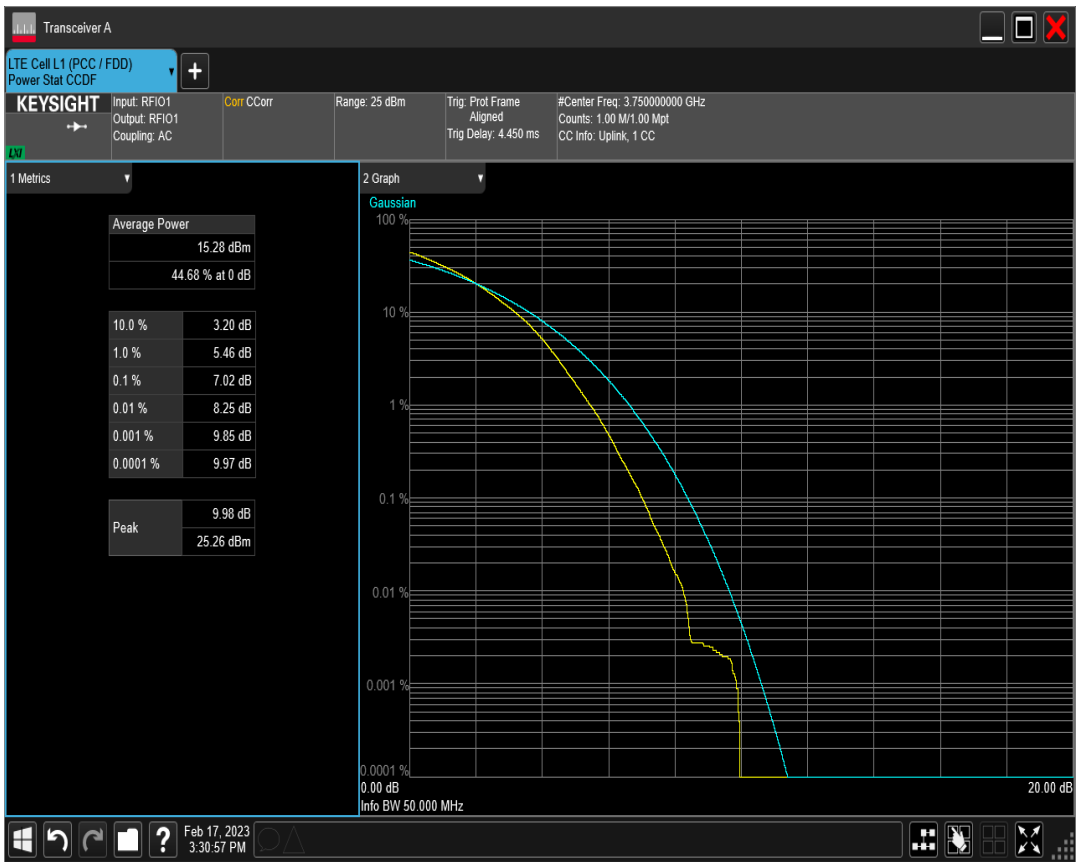 Transceiver A
LTE Cell L1 (PCC / FDD)
Power Stat CCDF
+
KEYSIGHT
LXI
Input: RFIO1
Output: RFIO1
Coupling: AC
Corr CCorr
Range: 25 dBm
Trig: Prot Frame
Aligned
Trig Delay: 4.450 ms
#Center Freq: 3.750000000 GHz
Counts: 1.00 M/1.00 Mpt
CC Info: Uplink, 1 CC
1 Metrics
Average Power
15.28 dBm
44.68 % at 0 dB
10.0 % 3.20 dB
1.0 % 5.46 dB
0.1 % 7.02 dB
0.01 % 8.25 dB
0.001 % 9.85 dB
0.0001 % 9.97 dB
Peak
9.98 dB
25.26 dBm
2 Graph
Gaussian
100 %
10 %
1 %
0.1 %
0.01 %
0.001 %
0.0001 %
0.00 dB
20.00 dB
Info BW 50.000 MHz
?
Feb 17, 2023
3:30:57 PM